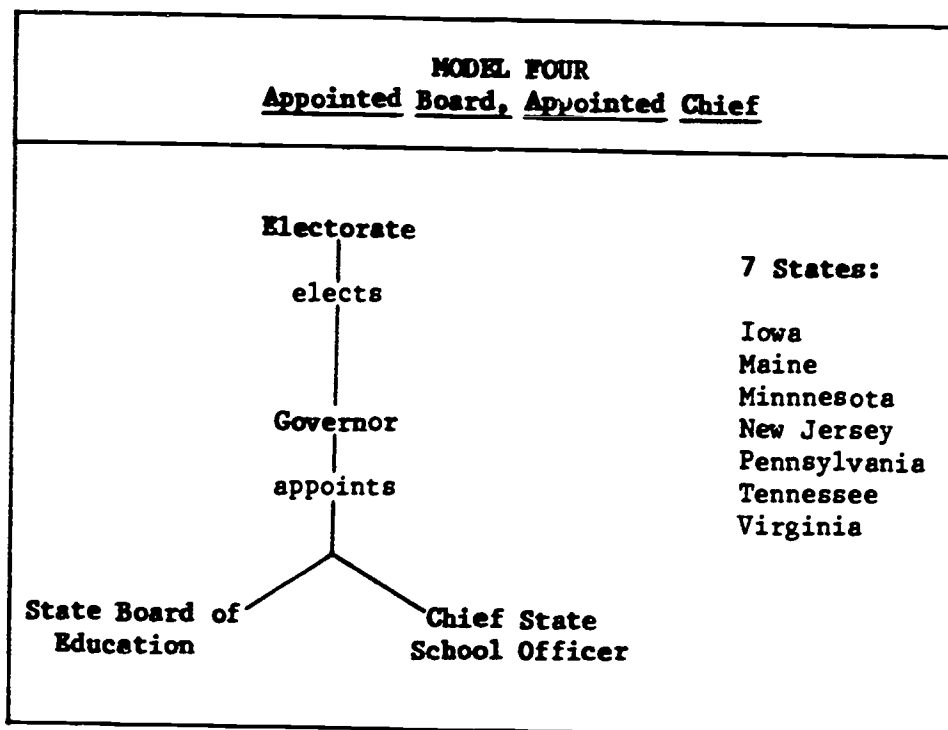 MODEL FOUR
Appointed Board, Appointed Chief
Electorate
elects
Governor
appoints
State Board of
Education
Chief State
School Officer
7 States:
Iowa
Maine
Minnnesota
New Jersey
Pennsylvania
Tennessee
Virginia